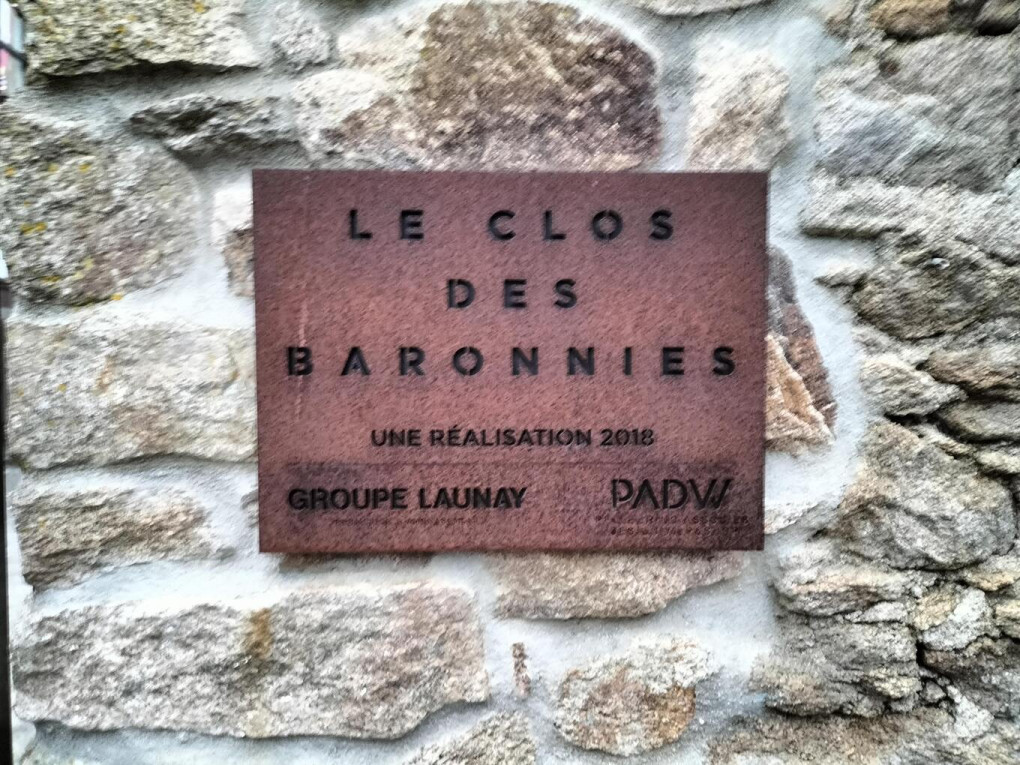 LE CLOS
DES
BARONNIES
UNE RÉALISATION 2018
GROUPE LAUNAY
PADW